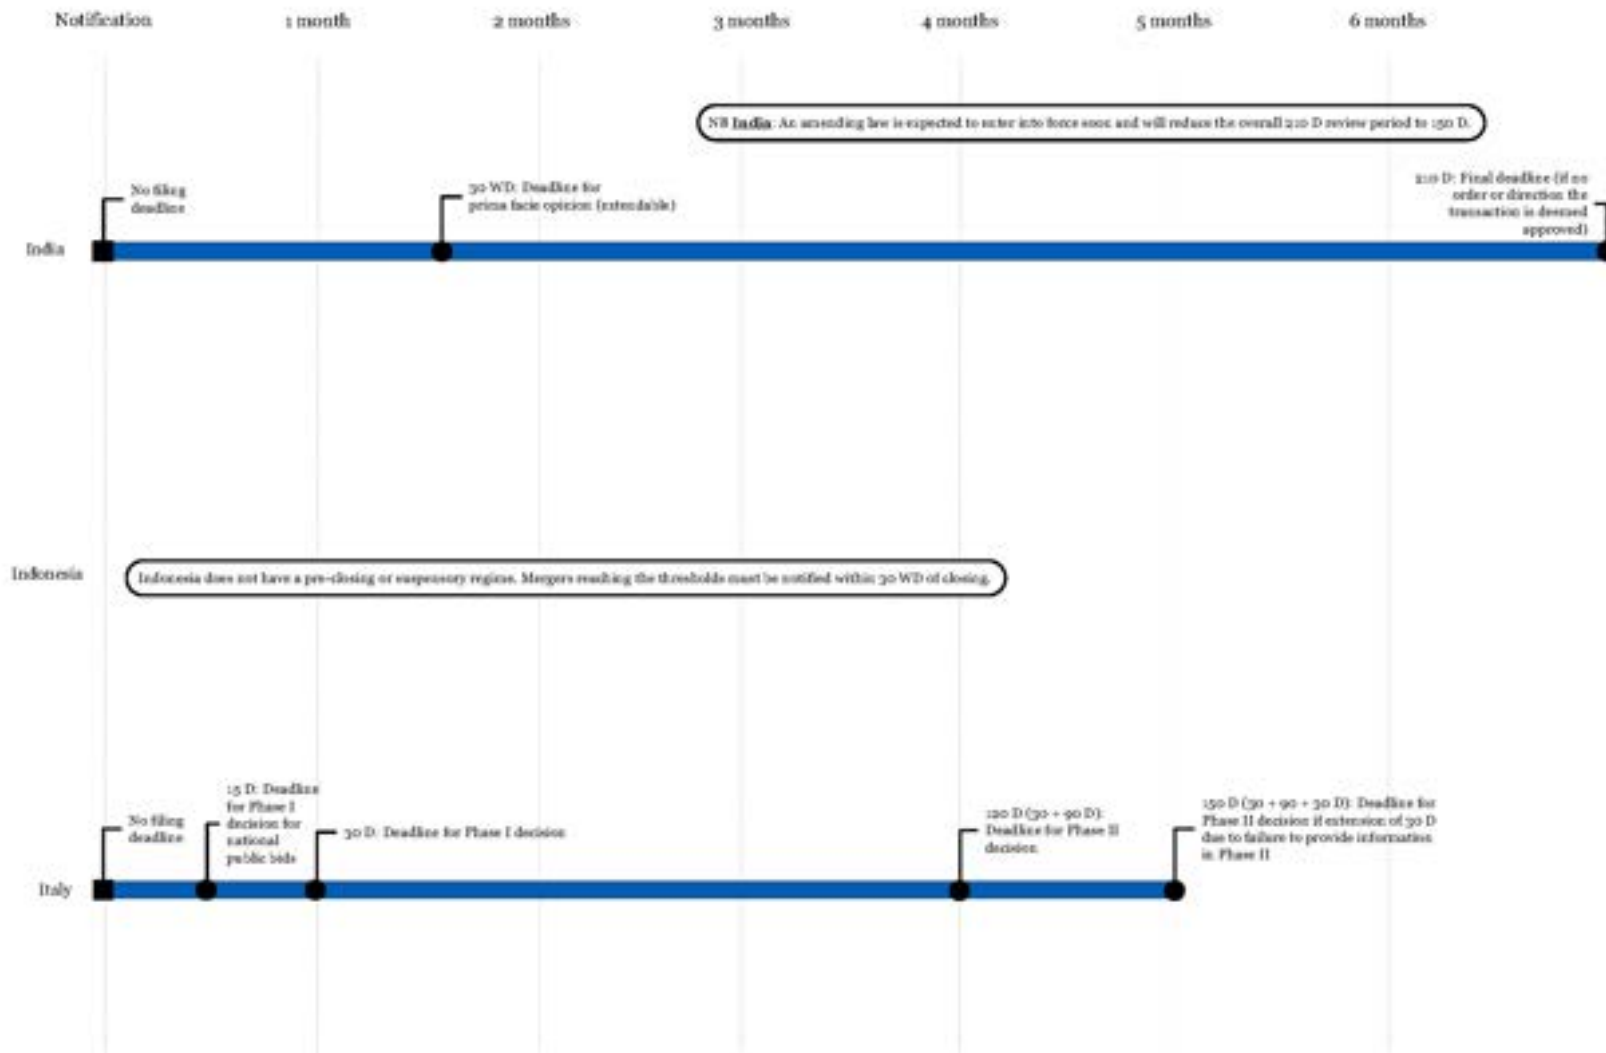 Notification 1 month 2 months 3 months 4 months 5 months 6 months
NB India: An amending law is expected to enter into force soon and will reduce the overall 210 D review period to 150 D.
India
No filing
deadline
30 WD: Deadline for
prima facie opinion (extendable)
210 D: Final deadline (if no
order or direction the
transaction is deemed
approved)
Indonesia
Indonesia does not have a pre-closing or suspensory regime. Mergers reaching the thresholds must be notified within 30 WD of closing.
Italy
No filing
deadline
15 D: Deadline
for Phase I
decision for
national
public bids
30 D: Deadline for Phase I decision
120 D (30 + 90 D):
Deadline for Phase II
decision
150 D (30 + 90 + 30 D): Deadline for
Phase II decision if extension of 30 D
due to failure to provide information
in Phase II